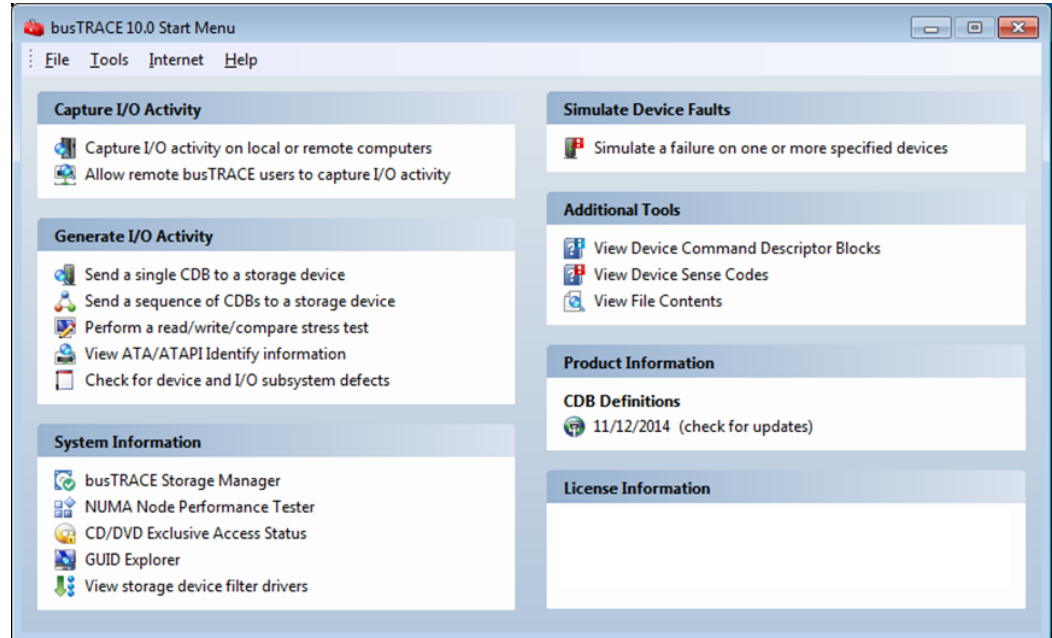 busTRACE 10.0 Start Menu
File Tools Internet Help
Capture I/O Activity
Capture I/O activity on local or remote computers
Allow remote busTRACE users to capture I/O activity
Generate I/O Activity
Send a single CDB to a storage device
Send a sequence of CDBs to a storage device
Perform a read/write/compare stress test
View ATA/ATAPI Identify information
Check for device and I/O subsystem defects
System Information
busTRACE Storage Manager
NUMA Node Performance Tester
CD/DVD Exclusive Access Status
GUID Explorer
View storage device filter drivers
Simulate Device Faults
Simulate a failure on one or more specified devices
Additional Tools
View Device Command Descriptor Blocks
View Device Sense Codes
View File Contents
Product Information
CDB Definitions
11/12/2014 (check for updates)
License Information